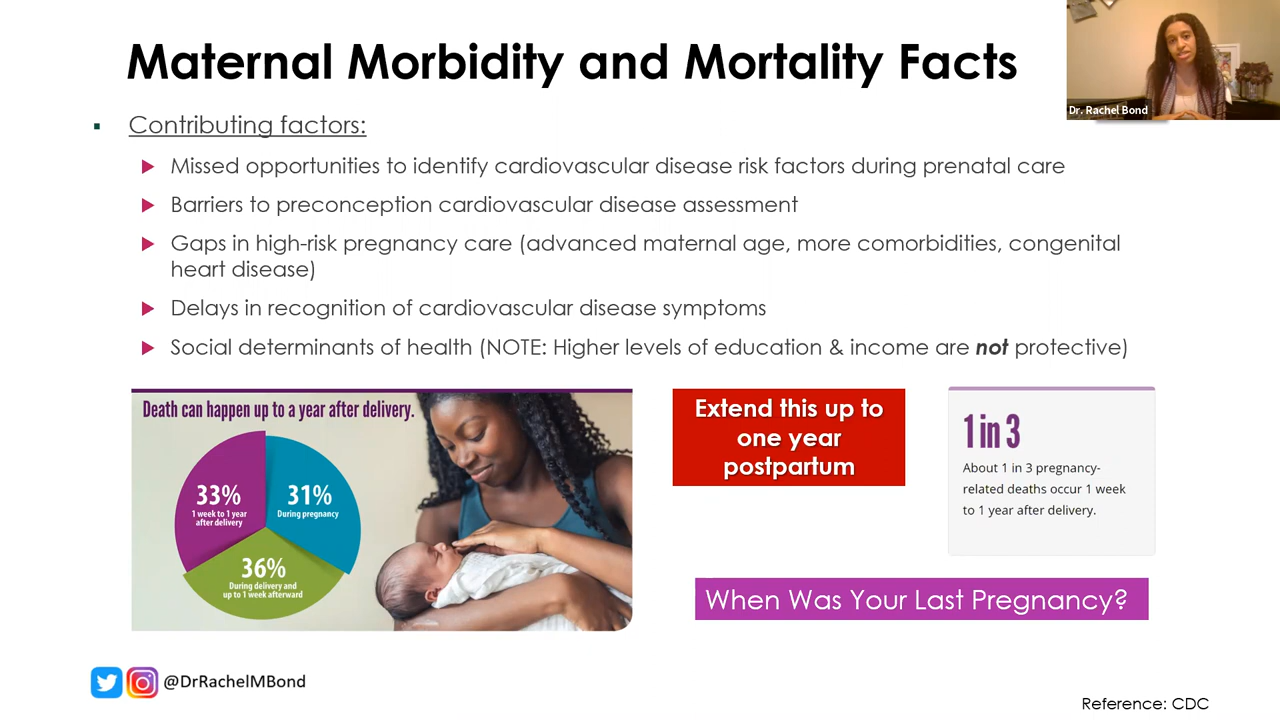 Maternal Morbidity and Mortality Facts
Dr. Rachel Bond
Contributing factors:
Missed opportunities to identify cardiovascular disease risk factors during prenatal care
Barriers to preconception cardiovascular disease assessment
Gaps in high-risk pregnancy care (advanced maternal age, more comorbidities, congenital
heart disease)
Delays in recognition of cardiovascular disease symptoms
Social determinants of health (NOTE: Higher levels of education & income are not protective)
Death can happen up to a year after delivery.
33%
1 week to 1 year
after delivery
31%
During pregnancy
36%
During delivery and
up to 1 week afterward
Extend this up to
one year
postpartum
1 in 3
About 1 in 3 pregnancy-
related deaths occur 1 week
to 1 year after delivery.
When Was Your Last Pregnancy?
@DrRachelMBond
Reference: CDC